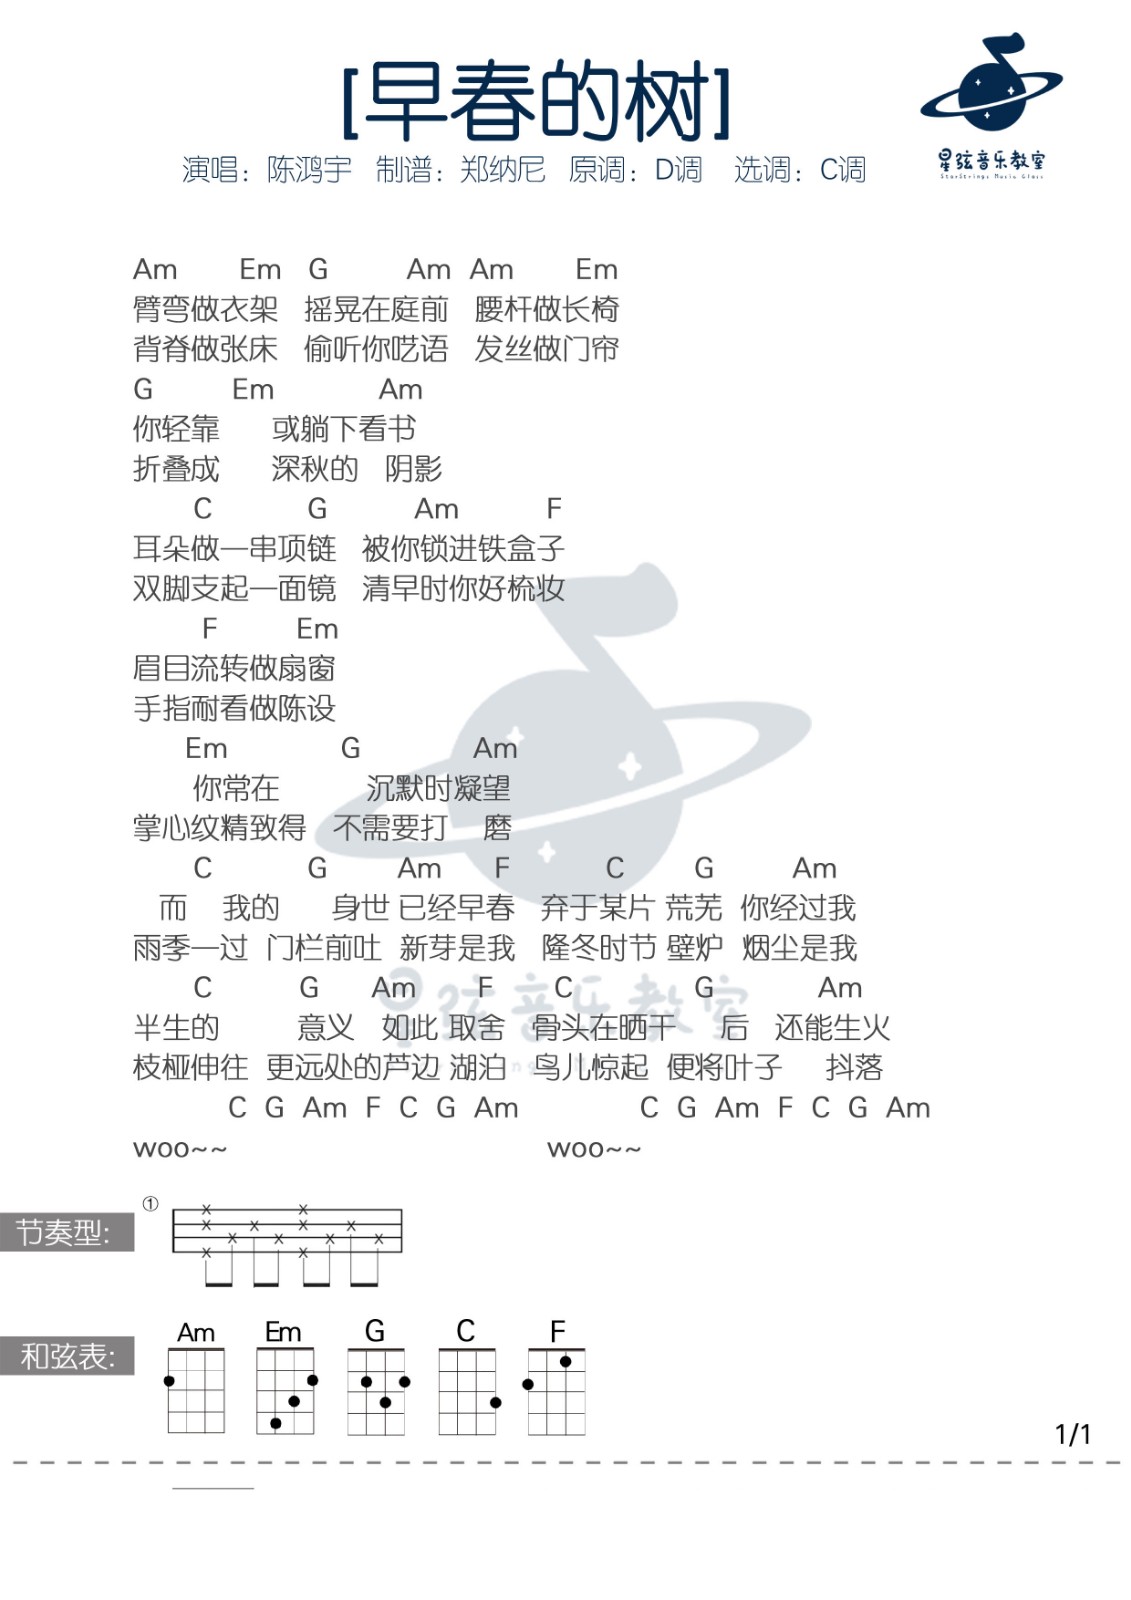 [早春的树]
演唱：陈鸿宇 制谱：郑纳尼 原调：D调 选调：C调
星弦音乐教室
StarStrings Music Class
Am Em G Am Am Em
臂弯做衣架 摇晃在庭前 腰杆做长椅
背脊做张床 偷听你呓语 发丝做门帘
G Em Am
你轻靠 或躺下看书
折叠成 深秋的 阴影
C G Am F
耳朵做一串项链 被你锁进铁盒子
双脚支起一面镜 清早时你好梳妆
F Em
眉目流转做扇窗
手指耐看做陈设
Em G Am
你常在 沉默时凝望
掌心纹精致得 不需要打 磨
C G Am F C G Am
而 我的 身世 已经早春 弃于某片 荒芜 你经过我
雨季一过 门栏前吐 新芽是我 隆冬时节 壁炉 烟尘是我
C G Am F C G Am
半生的 意义 如此 取舍 骨头在晒干 后 还能生火
枝桠伸往 更远处的芦边 湖泊 鸟儿惊起 便将叶子 抖落
C G Am F C G Am C G Am F C G Am
woo~~ woo~~
星弦音乐教室
节奏型: ①
和弦表: Am Em G C F
1/1